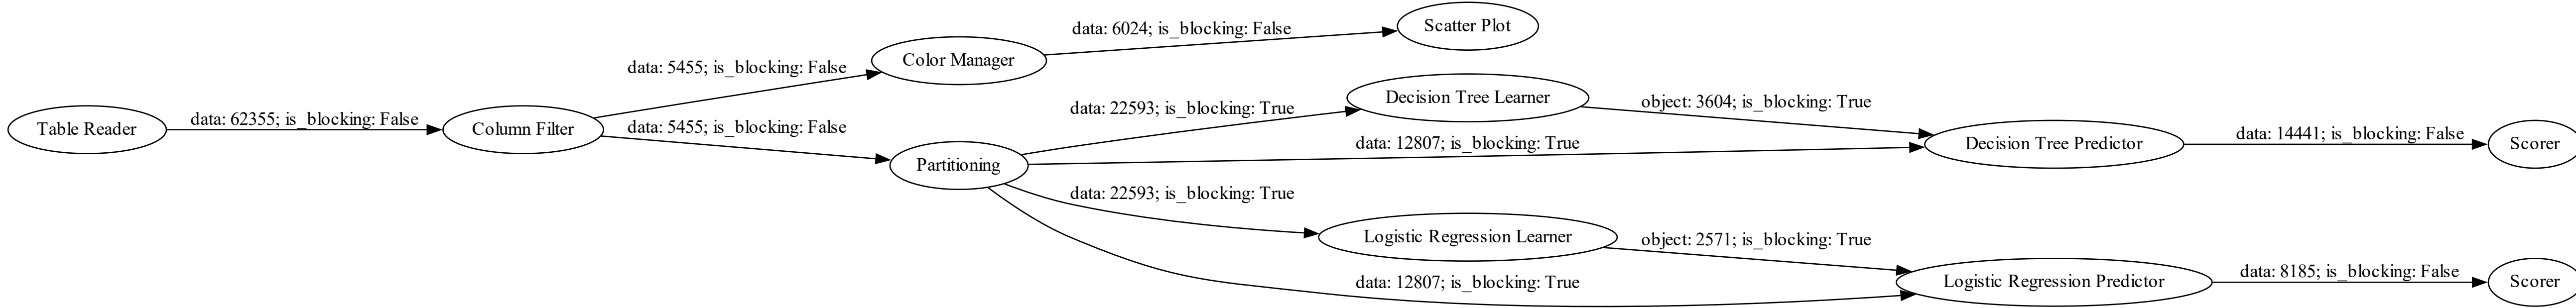 Table Reader
data: 62355; is_blocking: False
Column Filter
data: 5455; is_blocking: False
Color Manager
data: 6024; is_blocking: False
Scatter Plot
data: 5455; is_blocking: False
Partitioning
data: 22593; is_blocking: True
Decision Tree Learner
object: 3604; is_blocking: True
data: 12807; is_blocking: True
Decision Tree Predictor
data: 14441; is_blocking: False
Scorer
data: 22593; is_blocking: True
Logistic Regression Learner
object: 2571; is_blocking: True
data: 12807; is_blocking: True
Logistic Regression Predictor
data: 8185; is_blocking: False
Scorer